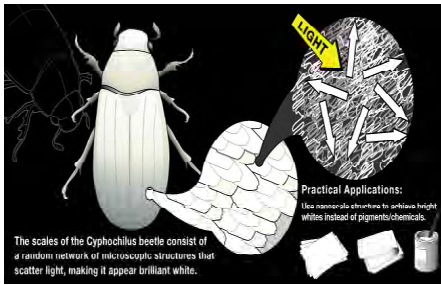 LIGHT
Practical Applications:
Use nanoscale structure to achieve bright
whites instead of pigments/chemicals.
The scales of the Cyphochilus beetle consist of
a random network of microscopic structures that
scatter light, making it appear brilliant white.